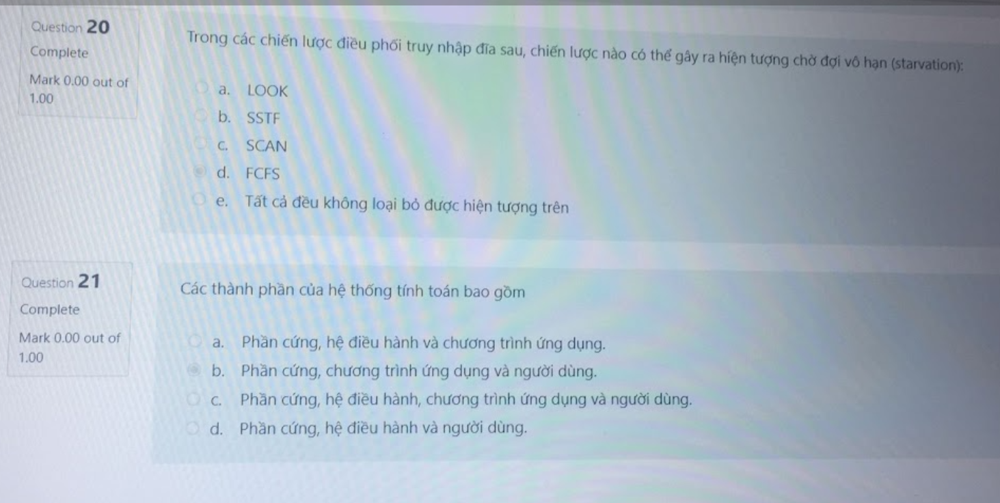 Question 20
Complete
Mark 0.00 out of
1.00
Trong các chiến lược điều phối truy nhập đĩa sau, chiến lược nào có thể gây ra hiện tượng chờ đợi vô hạn (starvation):
a. LOOK
b. SSTF
c. SCAN
d. FCFS
e. Tất cả đều không loại bỏ được hiện tượng trên
Question 21
Complete
Mark 0.00 out of
1.00
Các thành phần của hệ thống tính toán bao gồm
a. Phần cứng, hệ điều hành và chương trình ứng dụng.
b. Phần cứng, chương trình ứng dụng và người dùng.
c. Phần cứng, hệ điều hành, chương trình ứng dụng và người dùng.
d. Phần cứng, hệ điều hành và người dùng.